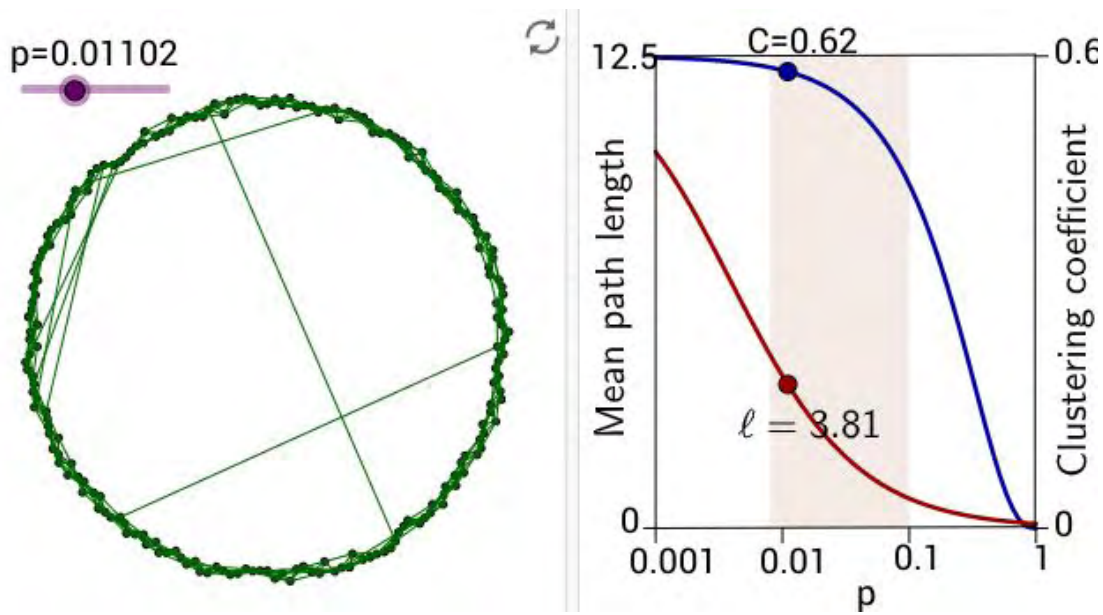 p=0.01102
C=0.62
12.5
0.6
Mean path length
Clustering coefficient
ℓ = 3.81
0
0
0.001
0.01
0.1
1
p